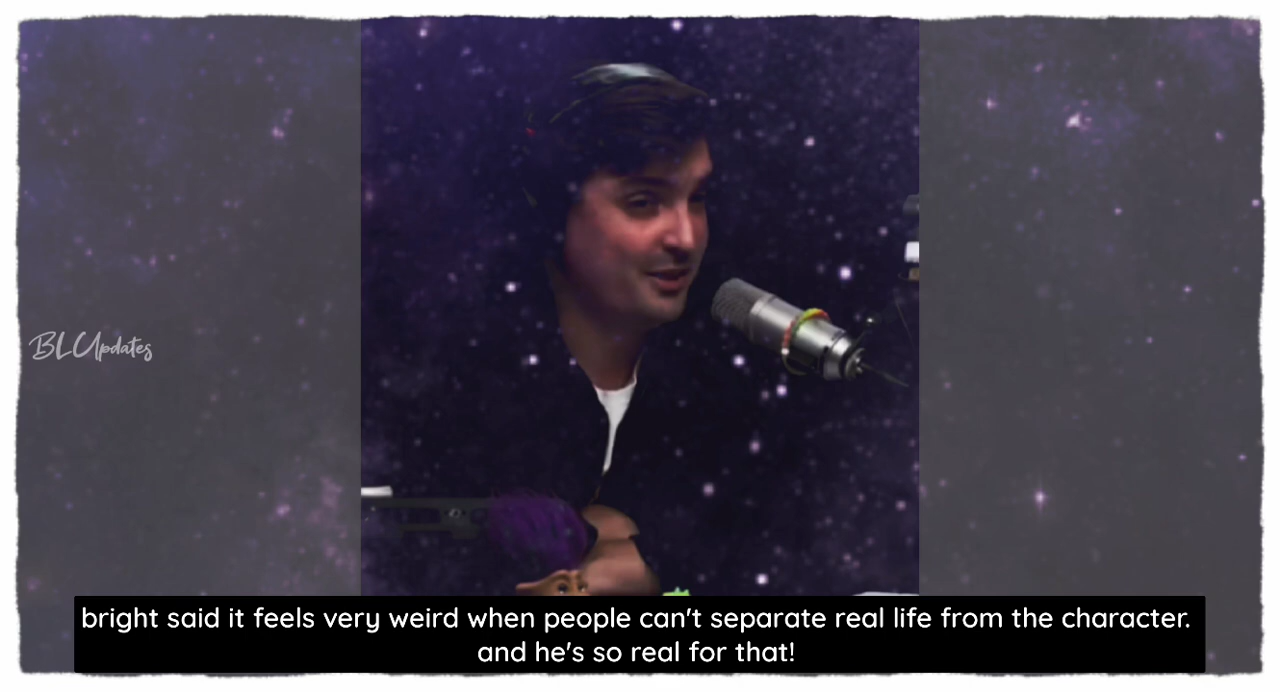 BLUpdates
bright said it feels very weird when people can't separate real life from the character.
and he's so real for that!